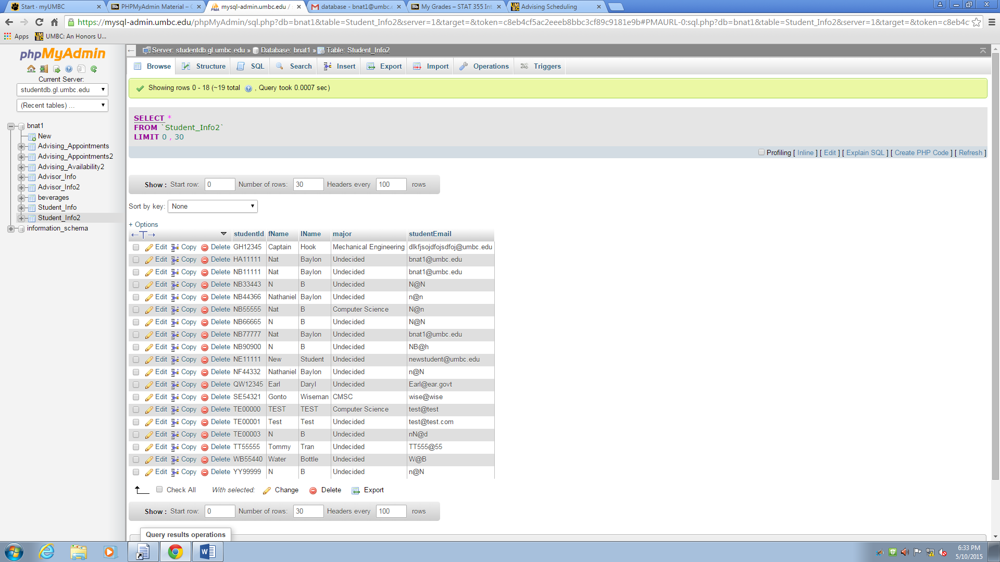 Start · myUMBC
PHPMyAdmin Material – C
mysql-admin.umbc.edu /
database - bnat1@umbc.e
My Grades – STAT 355 Int
Advising Scheduling
https://mysql-admin.umbc.edu/phpMyAdmin/sql.php?db=bnat1&table=Student_Info2&server=1&target=&token=c8eb4cf5ac2eeeb8bbc3cf89c9181e9b#PMAURL-0:sql.php?db=bnat1&table=Student_Info2&server=1&target=&token=c8eb4c
Apps UMBC: An Honors U...
phpMyAdmin
Current Server:
studentdb.gl.umbc.edu
(Recent tables) ...
bnat1
New
Advising_Appointments
Advising_Appointments2
Advising_Availability2
Advisor_Info
Advisor_Info2
beverages
Student_Info
Student_Info2
information_schema
Server: studentdb.gl.umbc.edu » Database: bnat1 » Table: Student_Info2
Browse Structure SQL Search Insert Export Import Operations Triggers
Showing rows 0 - 18 (~19 total , Query took 0.0007 sec)
SELECT *
FROM `Student_Info2`
LIMIT 0 , 30
Profiling [ Inline ] [ Edit ] [ Explain SQL ] [ Create PHP Code ] [ Refresh ]
Show : Start row: 0 Number of rows: 30 Headers every 100 rows
Sort by key: None
+ Options
←T→ studentId fName lName major studentEmail
Edit Copy Delete GH12345 Captain Hook Mechanical Engineering dlkfjsojdfojsdfoj@umbc.edu
Edit Copy Delete HA11111 Nat Baylon Undecided bnat1@umbc.edu
Edit Copy Delete NB11111 Nat Baylon Undecided bnat1@umbc.edu
Edit Copy Delete NB33443 N B Undecided N@N
Edit Copy Delete NB44366 Nathaniel Baylon Undecided n@n
Edit Copy Delete NB55555 Nat B Computer Science N@n
Edit Copy Delete NB66665 N B Undecided N@N
Edit Copy Delete NB77777 Nat Baylon Undecided bnat1@umbc.edu
Edit Copy Delete NB90900 N B Undecided NB@h
Edit Copy Delete NE11111 New Student Undecided newstudent@umbc.edu
Edit Copy Delete NF44332 Nathaniel Baylon Undecided n@N
Edit Copy Delete QW12345 Earl Daryl Undecided Earl@ear.govt
Edit Copy Delete SE54321 Gonto Wiseman CMSC wise@wise
Edit Copy Delete TE00000 TEST TEST Computer Science test@test
Edit Copy Delete TE00001 Test Test Undecided test@test.com
Edit Copy Delete TE00003 N B Undecided nN@d
Edit Copy Delete TT55555 Tommy Tran Undecided TT555@55
Edit Copy Delete WB55440 Water Bottle Undecided W@B
Edit Copy Delete YY99999 N B Undecided n@N
Check All With selected: Change Delete Export
Show : Start row: 0 Number of rows: 30 Headers every 100 rows
Query results operations
6:33 PM
5/10/2015